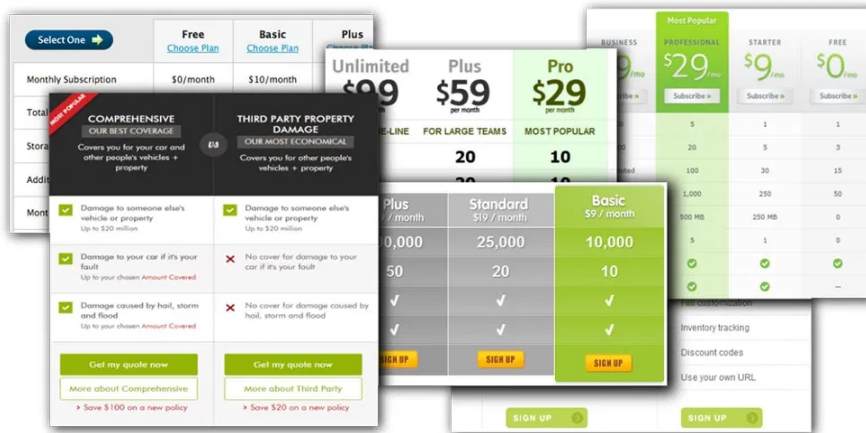 Select One
Free
Choose Plan
Basic
Choose Plan
Plus
Monthly Subscription
$0/month
$10/month
MOST POPULAR
COMPREHENSIVE
OUR BEST COVERAGE
Covers you for your car and
other people's vehicles +
property
vs
THIRD PARTY PROPERTY
DAMAGE
OUR MOST ECONOMICAL
Covers you for other people's
vehicles + property
Damage to someone else's
vehicle or property
Up to $20 million
Damage to someone else's
vehicle or property
Up to $20 million
Damage to your car if it's your
fault
Up to your chosen Amount Covered
No cover for damage to your
car if it's your fault
Damage caused by hail, storm
and flood
Up to your chosen Amount Covered
No cover for damage caused by
hail, storm and flood
Get my quote now
Get my quote now
More about Comprehensive
More about Third Party
> Save $100 on a new policy
> Save $20 on a new policy
Unlimited
Plus
Pro
$59
per month
$29
per month
FOR LARGE TEAMS
MOST POPULAR
20
10
Plus
/ month
Standard
$19 / month
Basic
$9 / month
25,000
10,000
50
20
10
SIGN UP
SIGN UP
SIGN UP
Most Popular
BUSINESS
PROFESSIONAL
STARTER
FREE
$29/mo
$9/mo
$0/mo
Subscribe »
Subscribe »
Subscribe »
5
1
1
20
5
3
100
30
15
1,000
250
50
500 MB
250 MB
0
5
1
0
Inventory tracking
Discount codes
Use your own URL
SIGN UP
SIGN UP